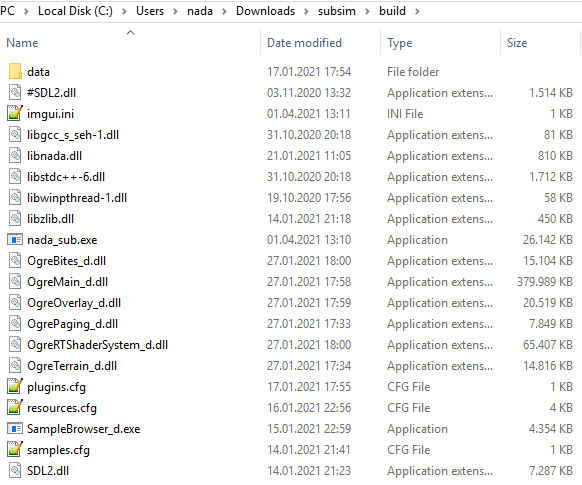 PC > Local Disk (C:) > Users > nada > Downloads > subsim > build >
Name Date modified Type Size
data 17.01.2021 17:54 File folder
#SDL2.dll 03.11.2020 13:32 Application extens... 1.514 KB
imgui.ini 01.04.2021 13:11 INI File 1 KB
libgcc_s_seh-1.dll 31.10.2020 20:18 Application extens... 81 KB
libnada.dll 21.01.2021 11:05 Application extens... 810 KB
libstdc++-6.dll 31.10.2020 20:18 Application extens... 1.712 KB
libwinpthread-1.dll 19.10.2020 17:56 Application extens... 58 KB
libzlib.dll 14.01.2021 21:18 Application extens... 450 KB
nada_sub.exe 01.04.2021 13:10 Application 26.142 KB
OgreBites_d.dll 27.01.2021 18:00 Application extens... 15.104 KB
OgreMain_d.dll 27.01.2021 17:58 Application extens... 379.989 KB
OgreOverlay_d.dll 27.01.2021 17:59 Application extens... 20.519 KB
OgrePaging_d.dll 27.01.2021 17:33 Application extens... 7.849 KB
OgreRTShaderSystem_d.dll 27.01.2021 18:00 Application extens... 65.407 KB
OgreTerrain_d.dll 27.01.2021 17:34 Application extens... 14.816 KB
plugins.cfg 17.01.2021 17:55 CFG File 1 KB
resources.cfg 16.01.2021 22:56 CFG File 4 KB
SampleBrowser_d.exe 15.01.2021 22:59 Application 4.354 KB
samples.cfg 14.01.2021 21:41 CFG File 1 KB
SDL2.dll 14.01.2021 21:23 Application extens... 7.287 KB